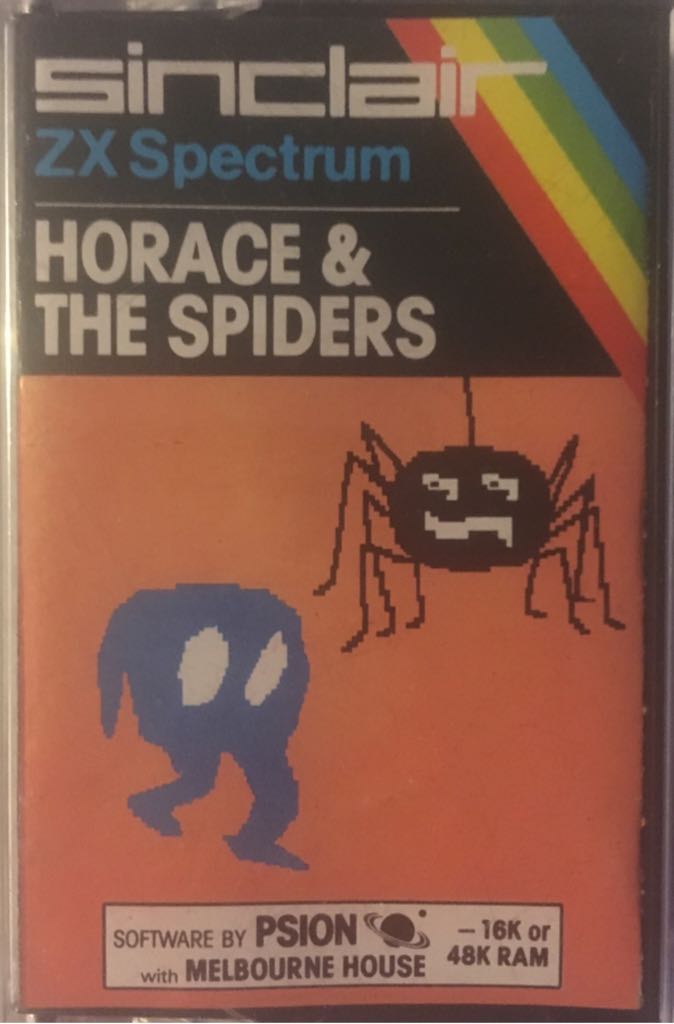 sinclair
ZX Spectrum
HORACE &
THE SPIDERS
SOFTWARE BY PSION
with MELBOURNE HOUSE
– 16K or
48K RAM